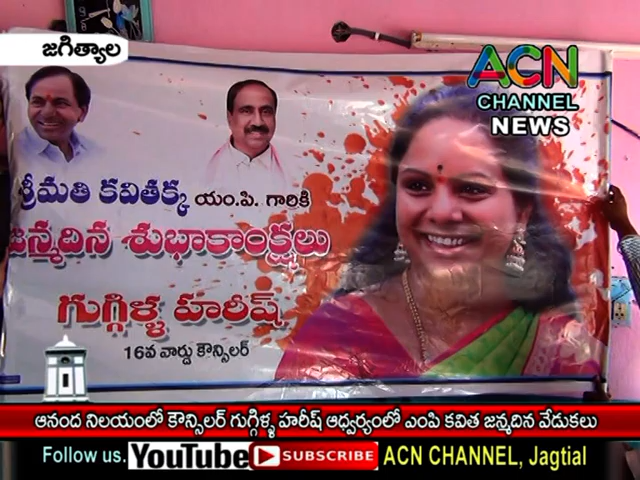 జగిత్యాల
ACN
CHANNEL
NEWS
శ్రీమతి కవితక్క యం.పి. గారికి
జన్మదిన శుభాకాంక్షలు
గుగ్గిళ్ళ హరీష్
16వ వార్డు కౌన్సిలర్
ఆనంద నిలయంలో కౌన్సిలర్ గుగ్గిళ్ళ హరీష్ ఆధ్వర్యంలో ఎంపి కవిత జన్మదిన వేడుకలు
Follow us. YouTube SUBSCRIBE ACN CHANNEL, Jagtial